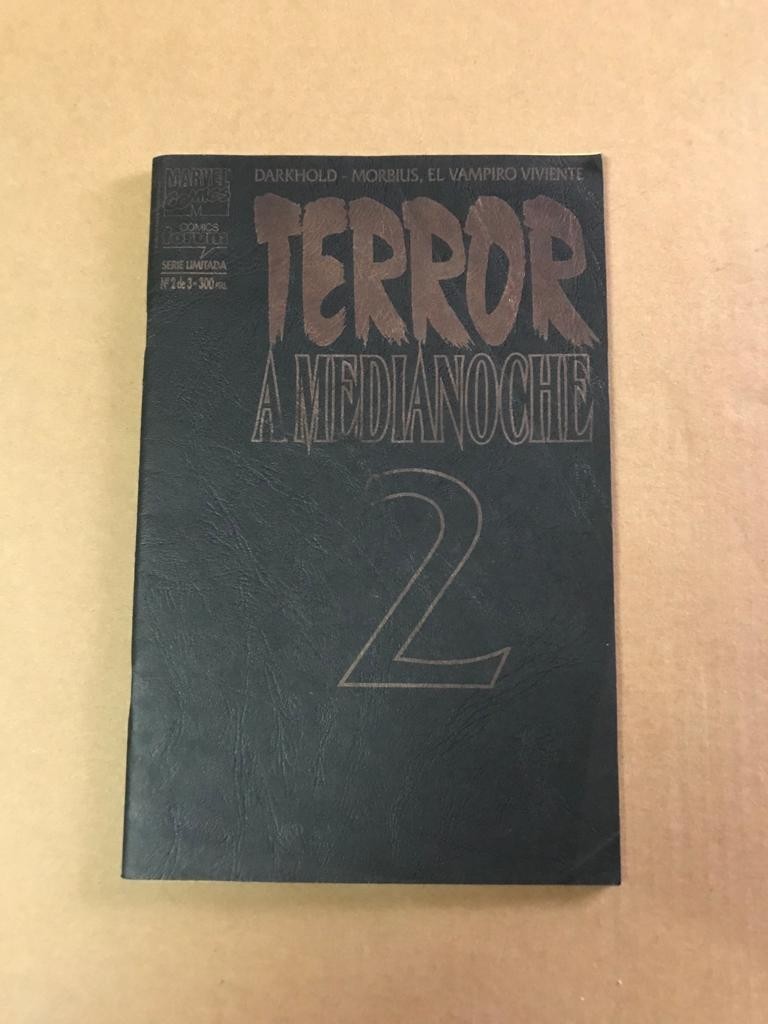 MARVEL
COMICS
M
COMICS
forum
SERIE LIMITADA
Nº 2 de 3 - 300 PTAS.
DARKHOLD - MORBIUS, EL VAMPIRO VIVIENTE
TERROR
A MEDIANOCHE
2